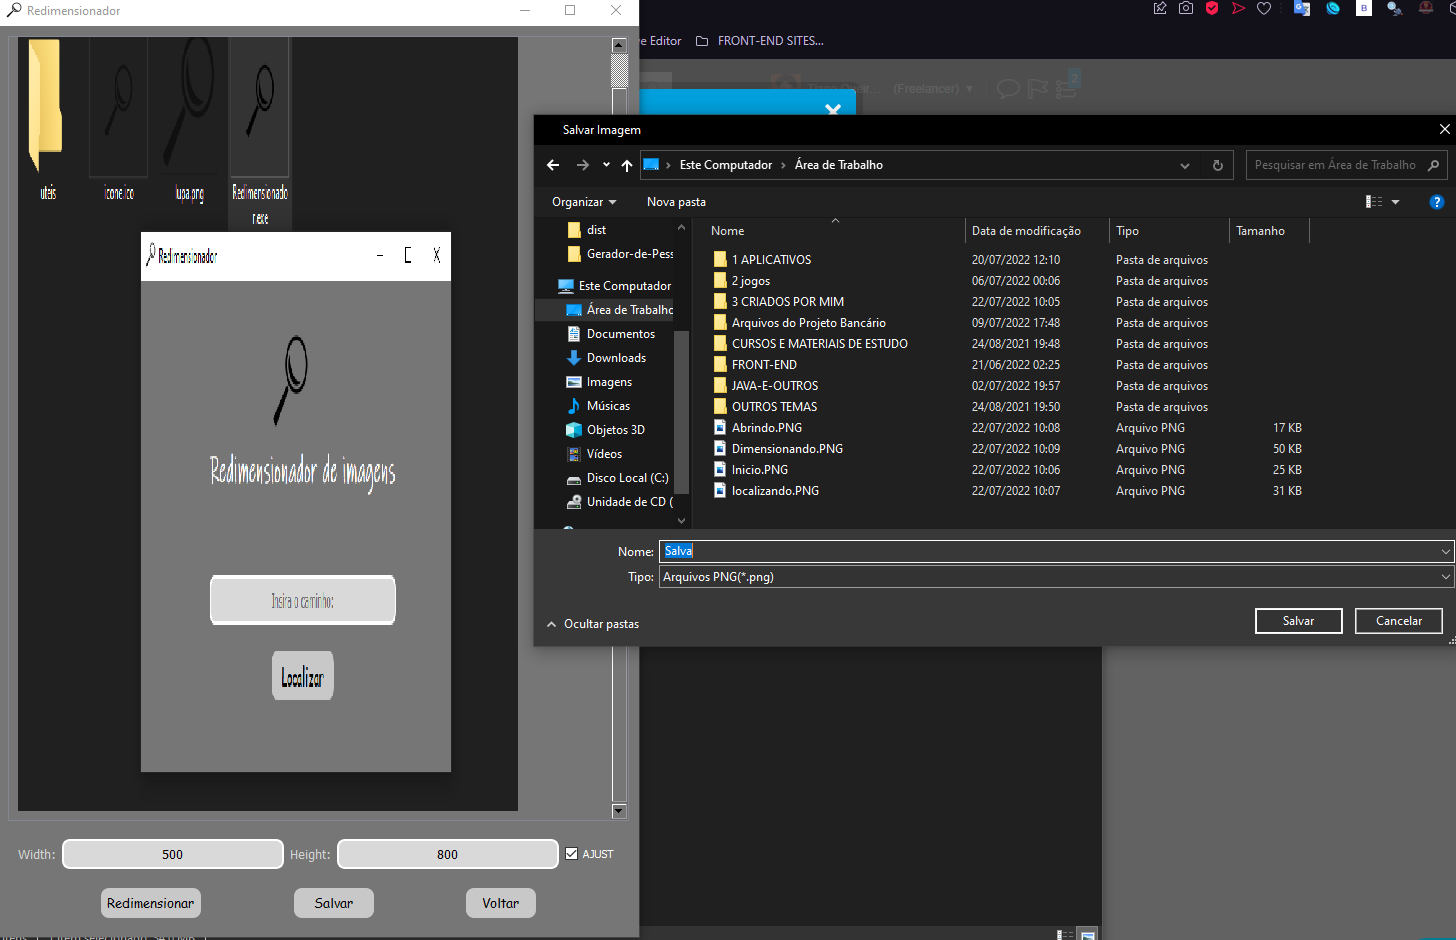 Redimensionador
uteis
icone.ico
lupa.png
Redimensionado
r.exe
Redimensionador
Redimensionador de imagens
Insira o caminho:
Localizar
Width:
500
Height:
800
AJUST
Redimensionar
Salvar
Voltar
e Editor
FRONT-END SITES...
(Freelancer)
2
B
Salvar Imagem
Este Computador
Área de Trabalho
Pesquisar em Área de Trabalho
Organizar
Nova pasta
?
dist
Gerador-de-Pess
Este Computador
Área de Trabalho
Documentos
Downloads
Imagens
Músicas
Objetos 3D
Vídeos
Disco Local (C:)
Unidade de CD (
Nome Data de modificação Tipo Tamanho
1 APLICATIVOS 20/07/2022 12:10 Pasta de arquivos
2 jogos 06/07/2022 00:06 Pasta de arquivos
3 CRIADOS POR MIM 22/07/2022 10:05 Pasta de arquivos
Arquivos do Projeto Bancário 09/07/2022 17:48 Pasta de arquivos
CURSOS E MATERIAIS DE ESTUDO 24/08/2021 19:48 Pasta de arquivos
FRONT-END 21/06/2022 02:25 Pasta de arquivos
JAVA-E-OUTROS 02/07/2022 19:57 Pasta de arquivos
OUTROS TEMAS 24/08/2021 19:50 Pasta de arquivos
Abrindo.PNG 22/07/2022 10:08 Arquivo PNG 17 KB
Dimensionando.PNG 22/07/2022 10:09 Arquivo PNG 50 KB
Inicio.PNG 22/07/2022 10:06 Arquivo PNG 25 KB
localizando.PNG 22/07/2022 10:07 Arquivo PNG 31 KB
Nome: Salva
Tipo: Arquivos PNG(*.png)
Ocultar pastas
Salvar
Cancelar